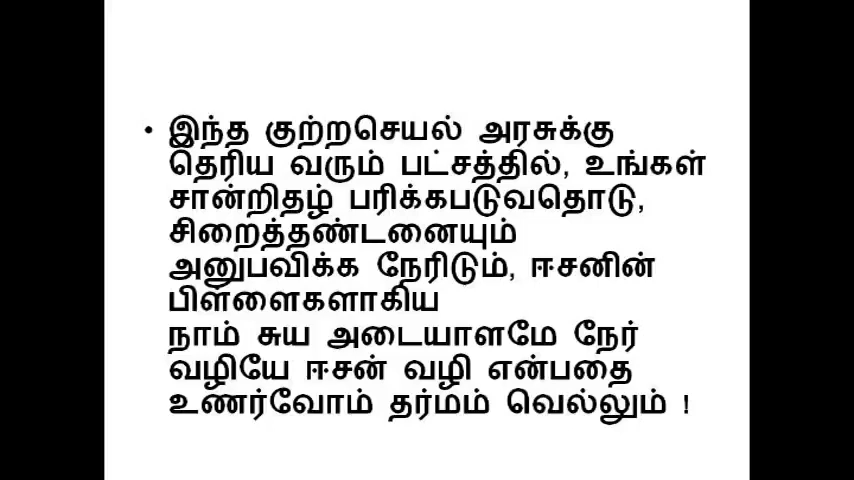 • இந்த குற்றசெயல் அரசுக்கு
தெரிய வரும் பட்சத்தில், உங்கள்
சான்றிதழ் பரிக்கபடுவதொடு,
சிறைத்தண்டனையும்
அனுபவிக்க நேரிடும், ஈசனின்
பிள்ளைகளாகிய
நாம் சுய அடையாளமே நேர்
வழியே ஈசன் வழி என்பதை
உணர்வோம் தர்மம் வெல்லும் !